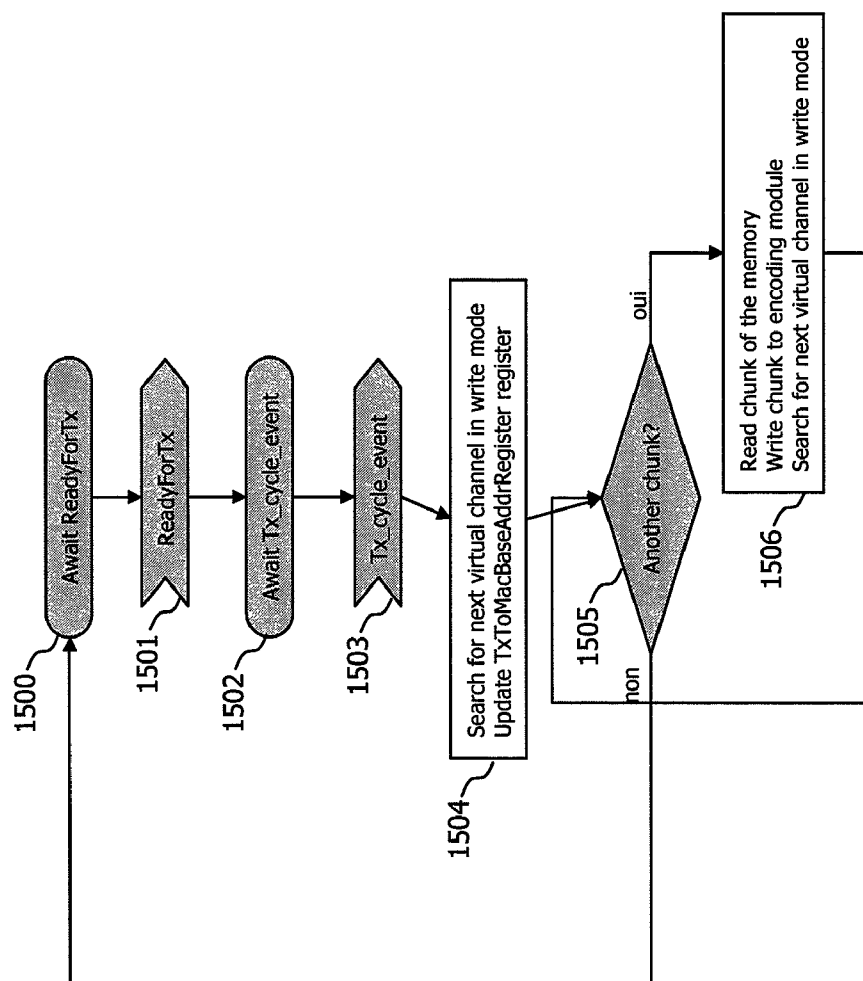 Await ReadyForTx
1500
ReadyForTx
1501
Await Tx_cycle_event
1502
Tx_cycle_event
1503
Search for next virtual channel in write mode
Update TxToMacBaseAddrRegister register
1504
Another chunk?
1505
non
oui
Read chunk of the memory
Write chunk to encoding module
Search for next virtual channel in write mode
1506